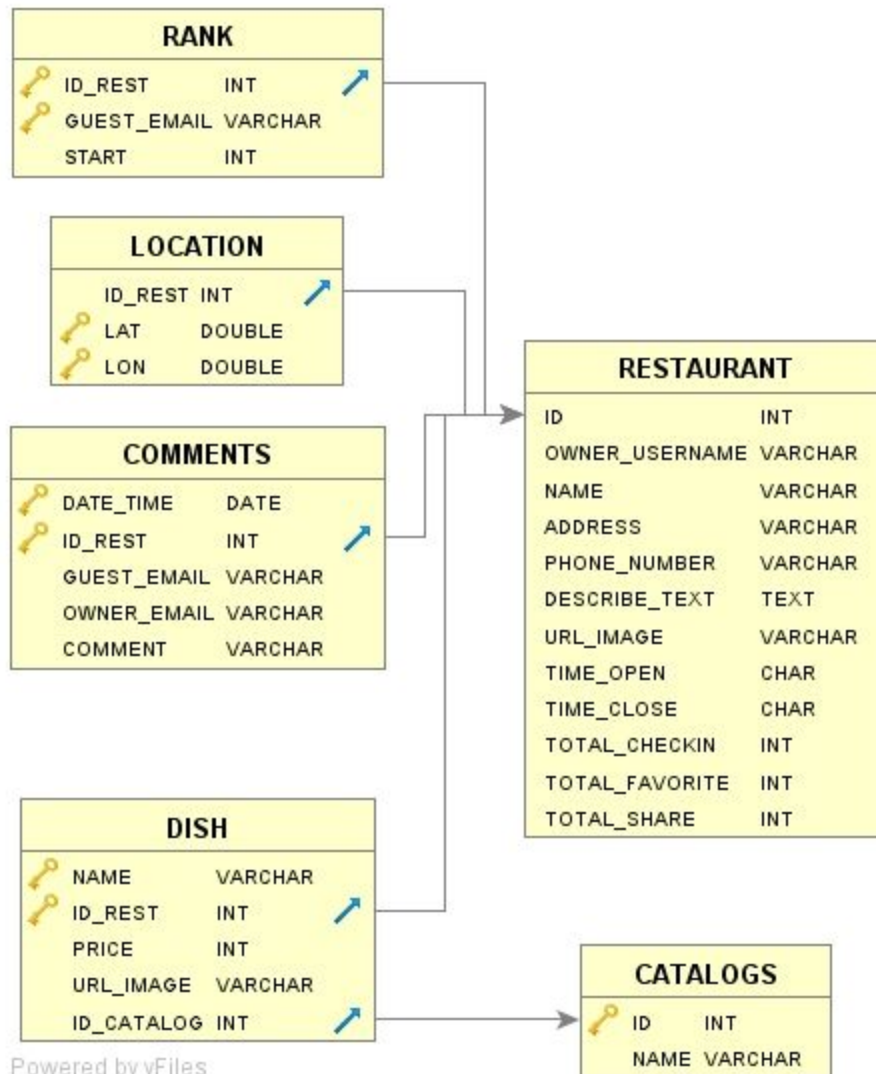 RANK
ID_REST INT
GUEST_EMAIL VARCHAR
START INT
LOCATION
ID_REST INT
LAT DOUBLE
LON DOUBLE
COMMENTS
DATE_TIME DATE
ID_REST INT
GUEST_EMAIL VARCHAR
OWNER_EMAIL VARCHAR
COMMENT VARCHAR
RESTAURANT
ID INT
OWNER_USERNAME VARCHAR
NAME VARCHAR
ADDRESS VARCHAR
PHONE_NUMBER VARCHAR
DESCRIBE_TEXT TEXT
URL_IMAGE VARCHAR
TIME_OPEN CHAR
TIME_CLOSE CHAR
TOTAL_CHECKIN INT
TOTAL_FAVORITE INT
TOTAL_SHARE INT
DISH
NAME VARCHAR
ID_REST INT
PRICE INT
URL_IMAGE VARCHAR
ID_CATALOG INT
CATALOGS
ID INT
NAME VARCHAR
Powered by yFiles